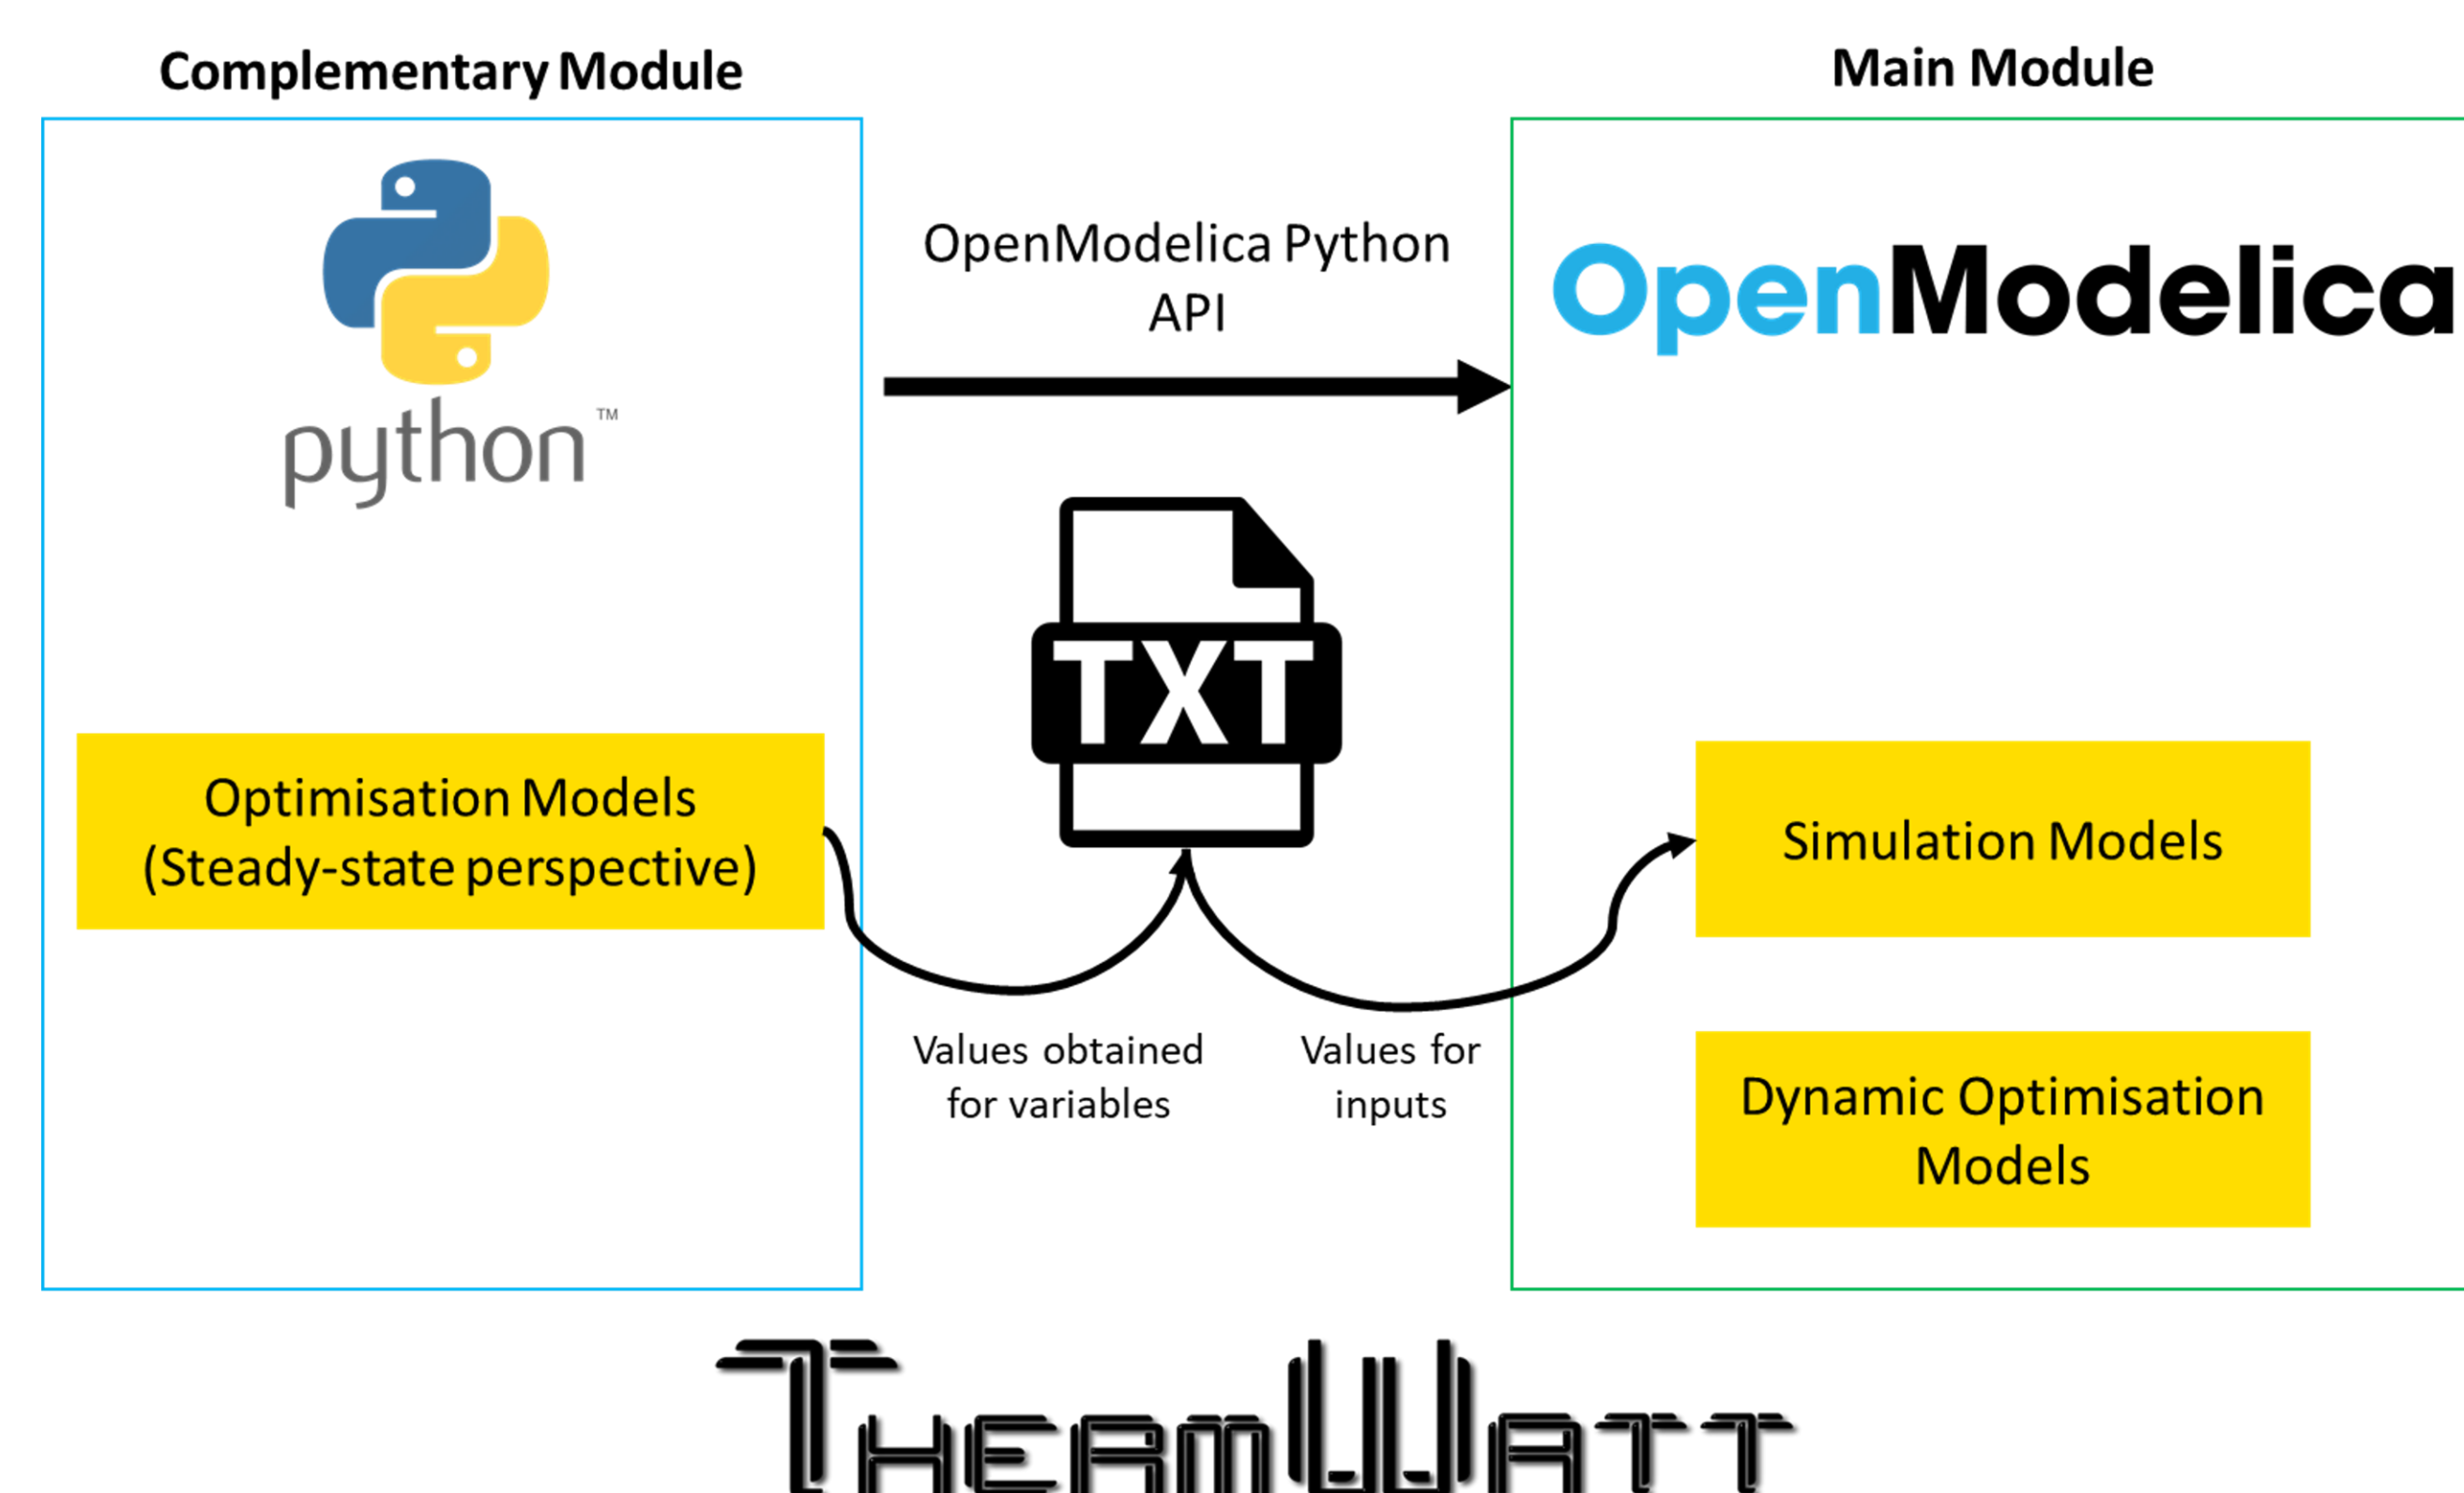 Complementary Module
Main Module
python™
OpenModelica Python
API
OpenModelica
TXT
Optimisation Models
(Steady-state perspective)
Simulation Models
Values obtained
for variables
Values for
inputs
Dynamic Optimisation
Models
THERMWATT